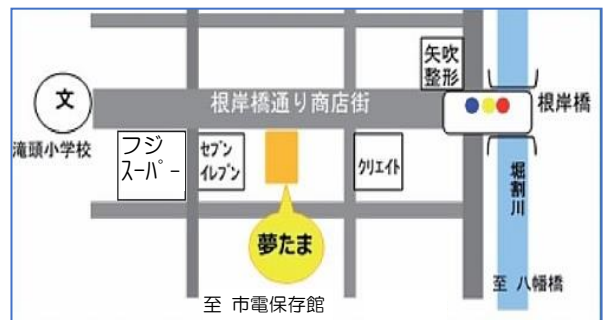 矢吹
整形
文
根岸橋通り商店街
根岸橋
滝頭小学校
フジ
スーパー
セブン
イレブン
クリエイト
堀割川
夢たま
至 八幡橋
至 市電保存館